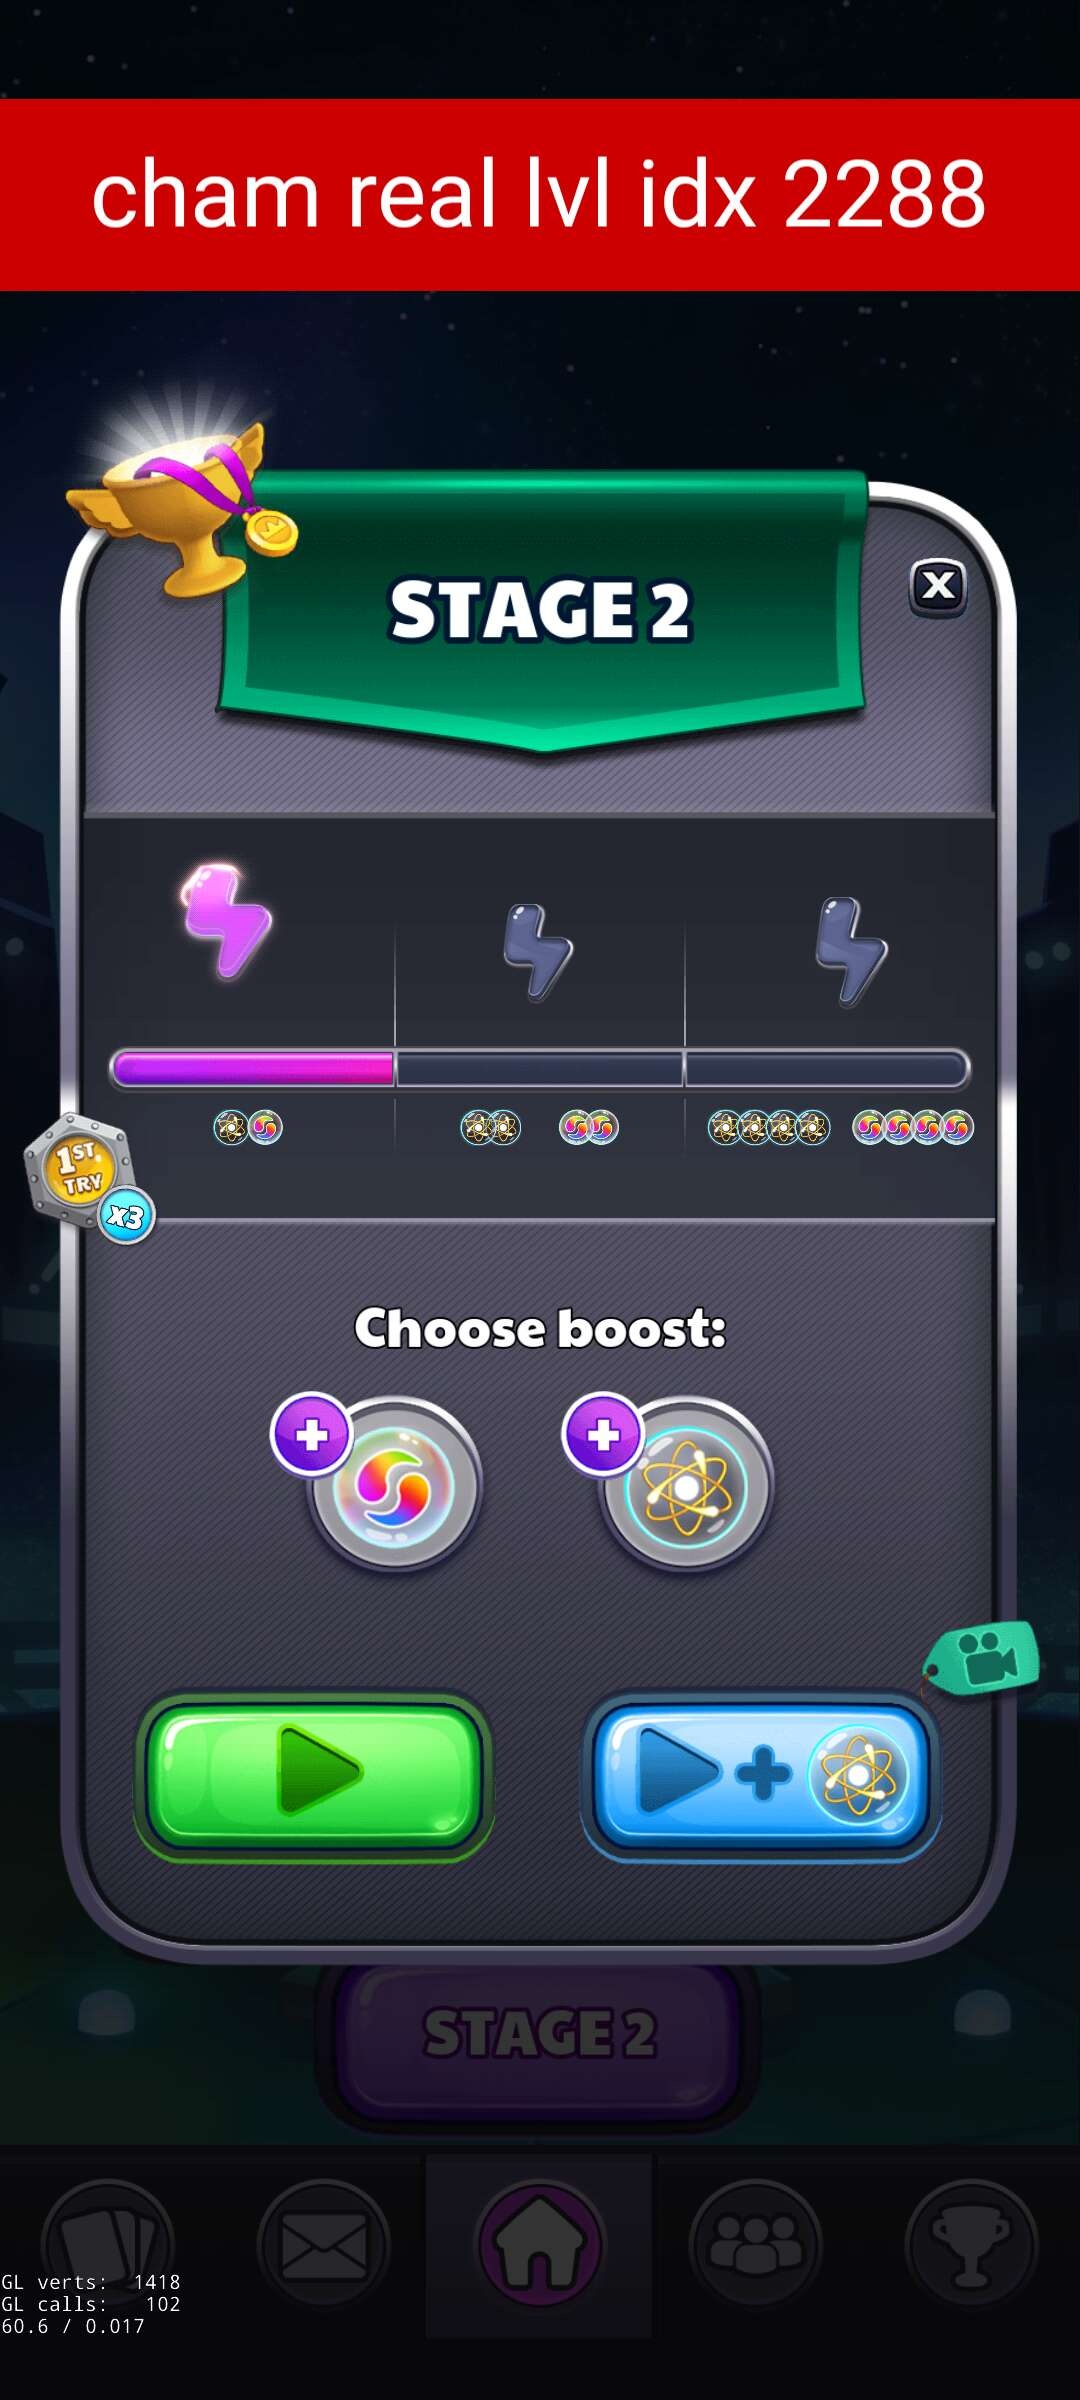 cham real lvl idx 2288
STAGE 2
X
1ST
TRY
x3
Choose boost:
STAGE 2
GL verts: 1418
GL calls: 102
60.6 / 0.017